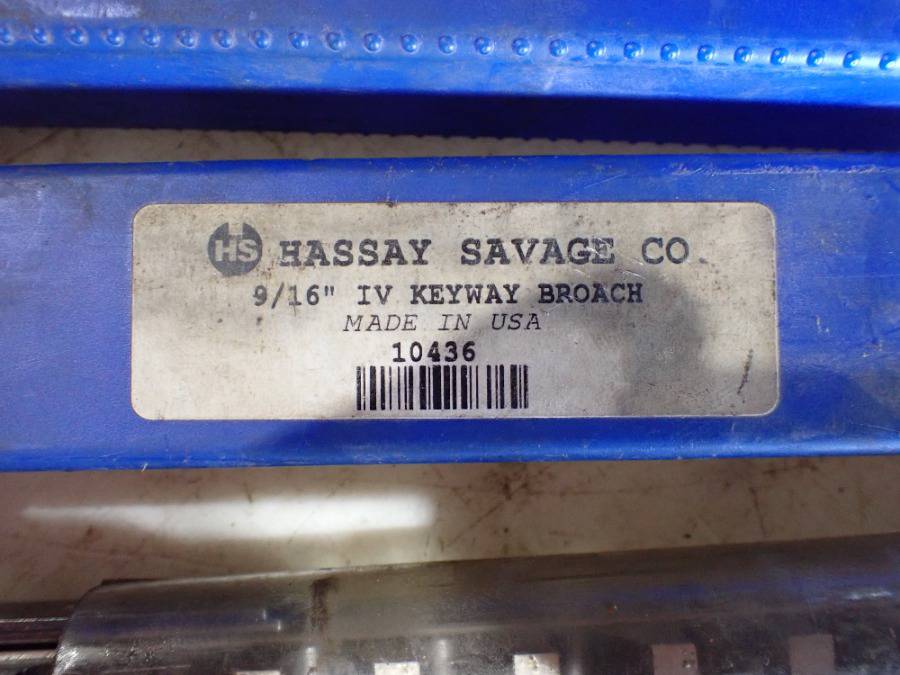 HS HASSAY SAVAGE CO.
9/16" IV KEYWAY BROACH
MADE IN USA
10436